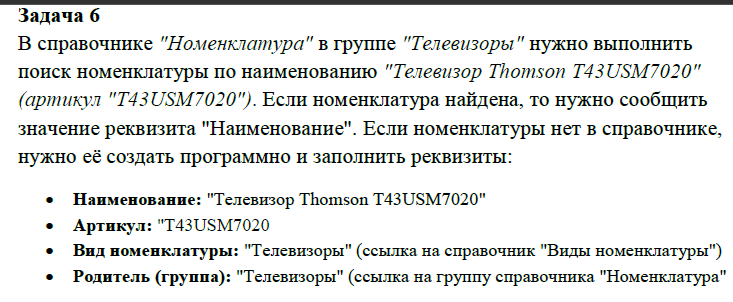 Задача 6
В справочнике "Номенклатура" в группе "Телевизоры" нужно выполнить
поиск номенклатуры по наименованию "Телевизор Thomson T43USM7020"
(артикул "T43USM7020"). Если номенклатура найдена, то нужно сообщить
значение реквизита "Наименование". Если номенклатуры нет в справочнике,
нужно её создать программно и заполнить реквизиты:
• Наименование: "Телевизор Thomson T43USM7020"
• Артикул: "T43USM7020
• Вид номенклатуры: "Телевизоры" (ссылка на справочник "Виды номенклатуры")
• Родитель (группа): "Телевизоры" (ссылка на группу справочника "Номенклатура"